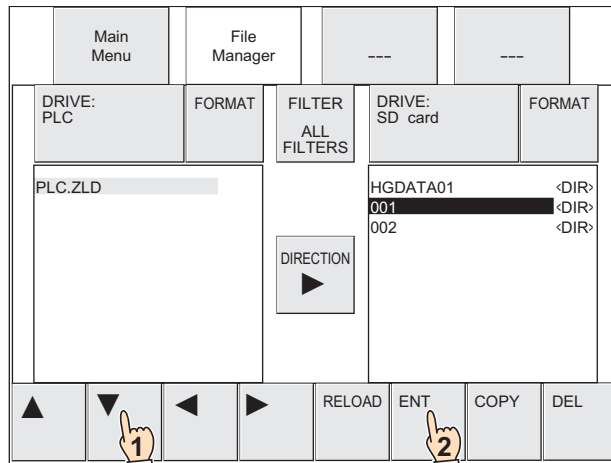 Main
Menu
File
Manager
---
---
DRIVE:
PLC
FORMAT
FILTER
ALL
FILTERS
DRIVE:
SD card
FORMAT
PLC.ZLD
HGDATA01 <DIR>
001 <DIR>
002 <DIR>
DIRECTION
▶
▲ ▼ ◀ ▶ RELOAD ENT COPY DEL
1 2